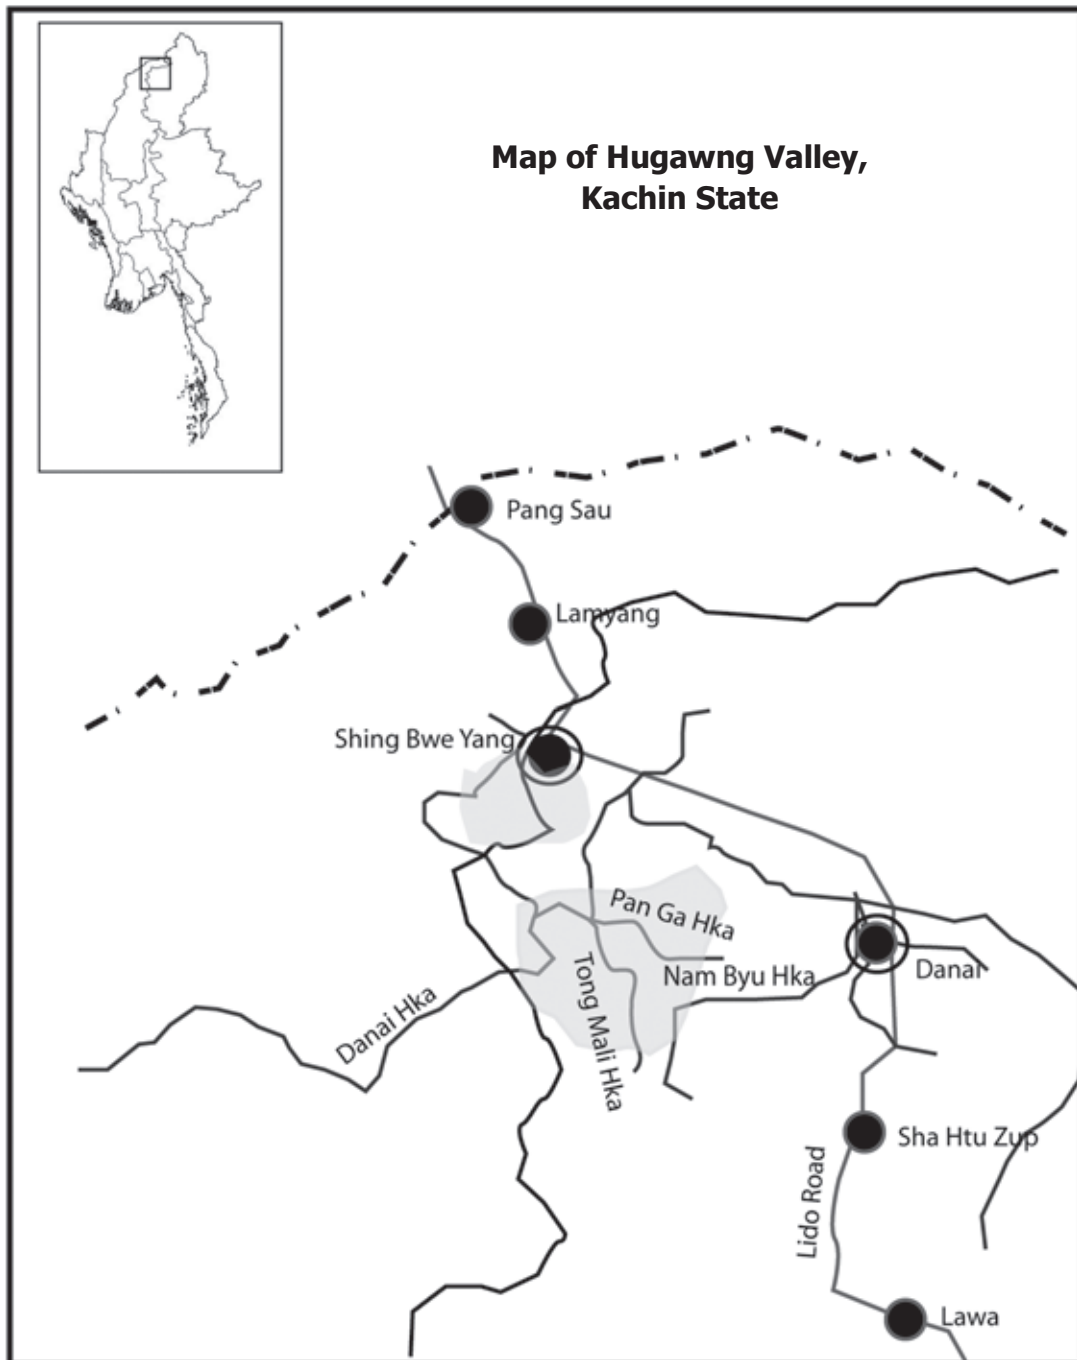 Map of Hugawng Valley,
Kachin State
Pang Sau
Lamyang
Shing Bwe Yang
Pan Ga Hka
Nam Byu Hka
Danai
Tong Mali Hka
Danai Hka
Sha Htu Zup
Lido Road
Lawa